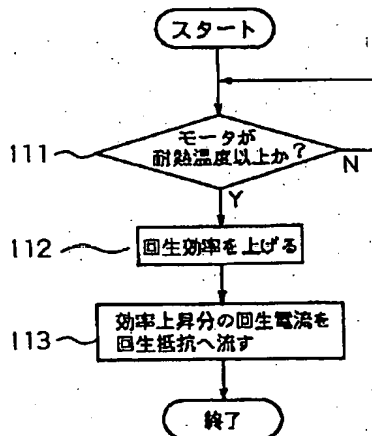 スタート
111
モータが
耐熱温度以上か?
N
Y
112
回生効率を上げる
113
効率上昇分の回生電流を
回生抵抗へ流す
終了